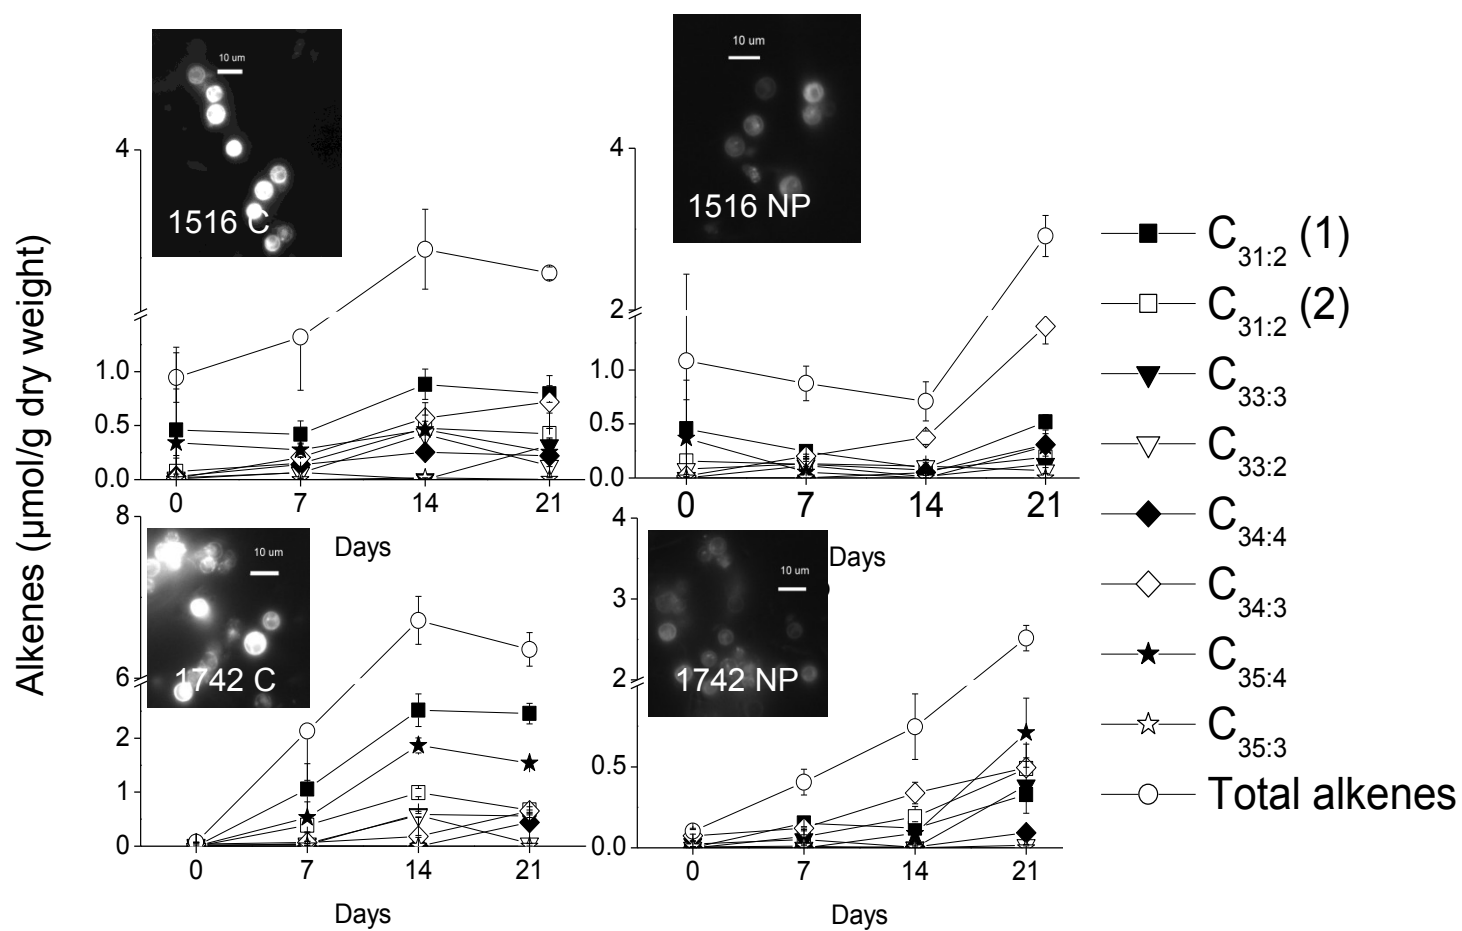 Alkenes (μmol/g dry weight)
10 um
1516 C
4
1.0
0.5
0.0
0 7 14 21
Days
10 um
1516 NP
4
2
1.0
0.5
0.0
0 7 14 21
Days
10 um
1742 C
8
6
2
1
0
0 7 14 21
Days
10 um
1742 NP
4
3
2
0.5
0.0
0 7 14 21
Days
C31:2 (1)
C31:2 (2)
C33:3
C33:2
C34:4
C34:3
C35:4
C35:3
Total alkenes